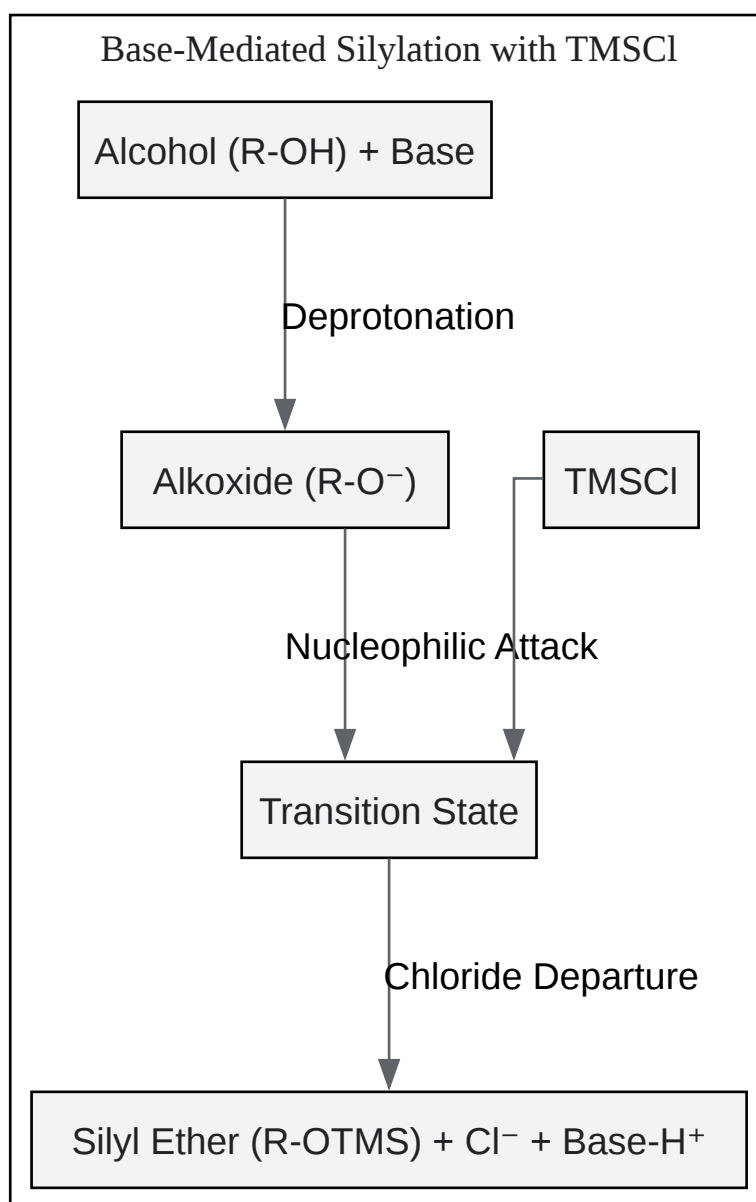 Base-Mediated Silylation with TMSCl
Alcohol (R-OH) + Base
Deprotonation
Alkoxide (R-O⁻)
TMSCl
Nucleophilic Attack
Transition State
Chloride Departure
Silyl Ether (R-OTMS) + Cl⁻ + Base-H⁺